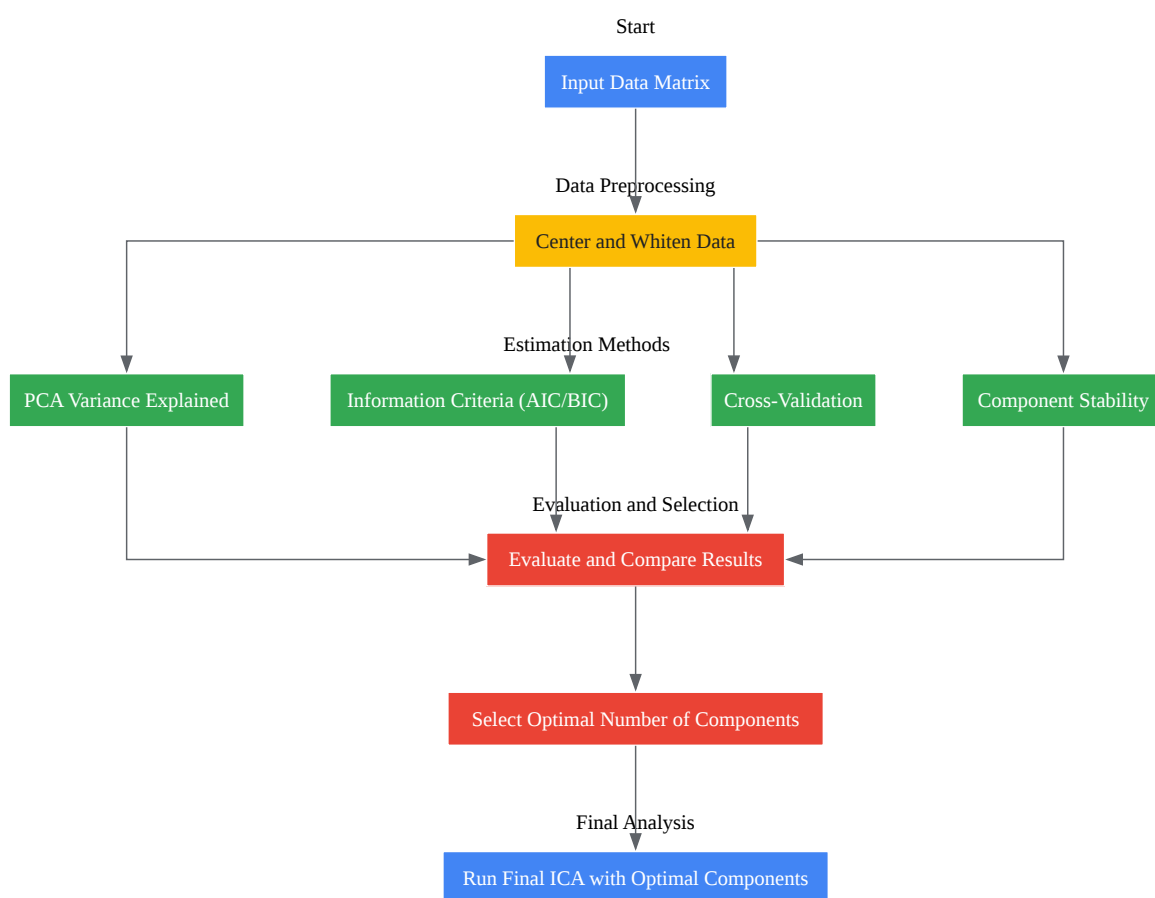 Start
Input Data Matrix
Data Preprocessing
Center and Whiten Data
Estimation Methods
PCA Variance Explained
Information Criteria (AIC/BIC)
Cross-Validation
Component Stability
Evaluation and Selection
Evaluate and Compare Results
Select Optimal Number of Components
Final Analysis
Run Final ICA with Optimal Components